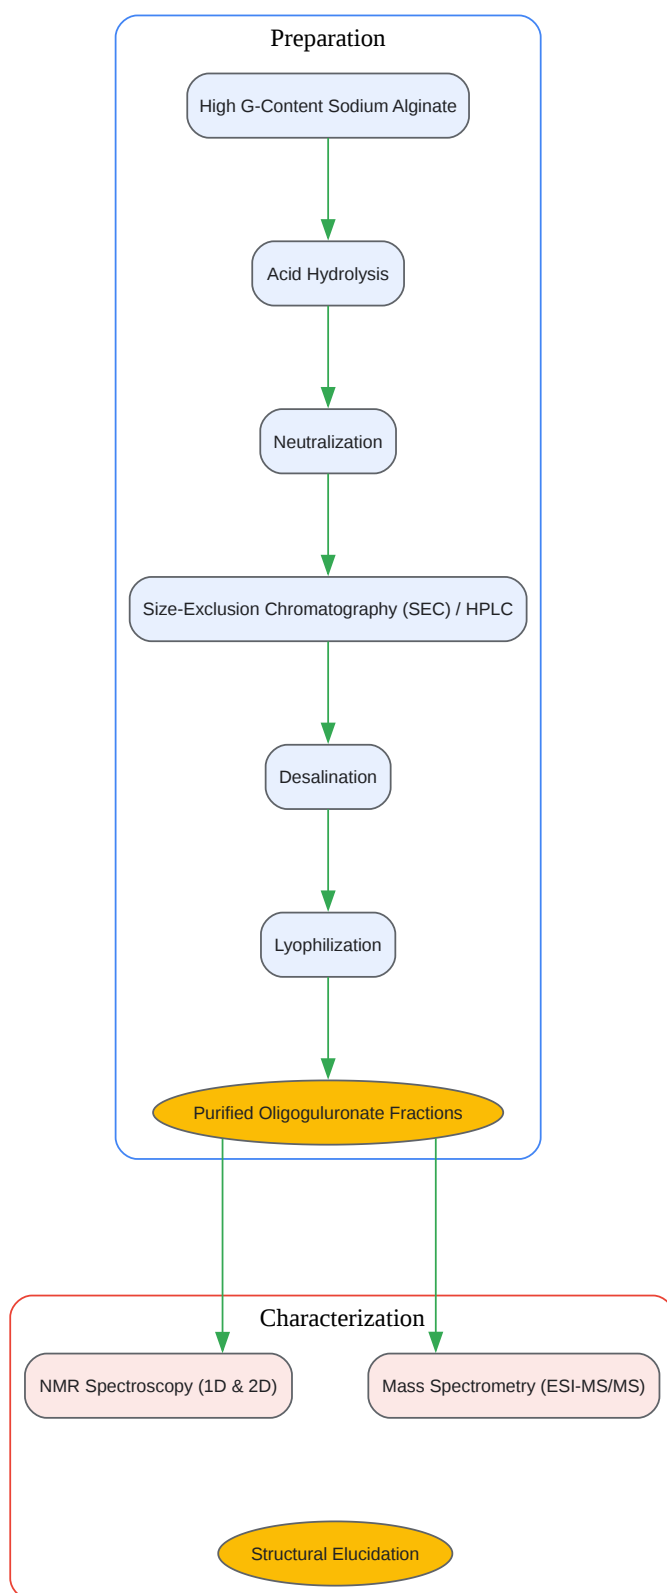 Preparation
High G-Content Sodium Alginate
Acid Hydrolysis
Neutralization
Size-Exclusion Chromatography (SEC) / HPLC
Desalination
Lyophilization
Purified Oligoguluronate Fractions
Characterization
NMR Spectroscopy (1D & 2D)
Mass Spectrometry (ESI-MS/MS)
Structural Elucidation